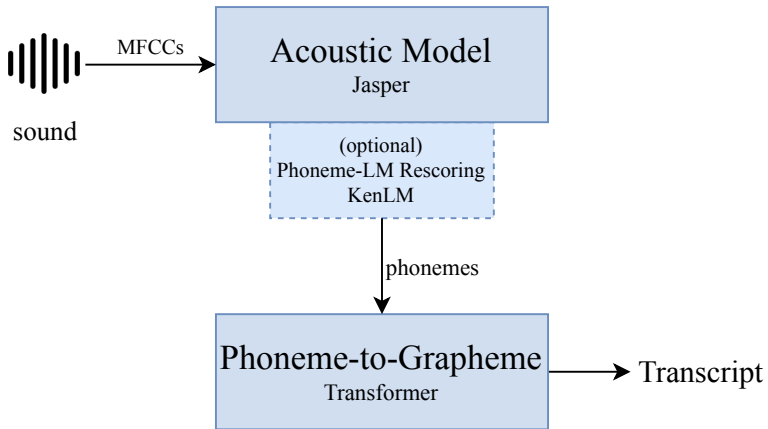 MFCCs
sound
Acoustic Model
Jasper
(optional)
Phoneme-LM Rescoring
KenLM
phonemes
Phoneme-to-Grapheme
Transformer
Transcript